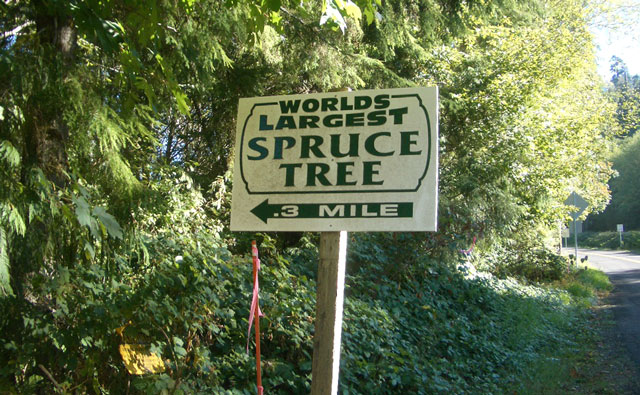 WORLDS
LARGEST
SPRUCE
TREE
.3 MILE